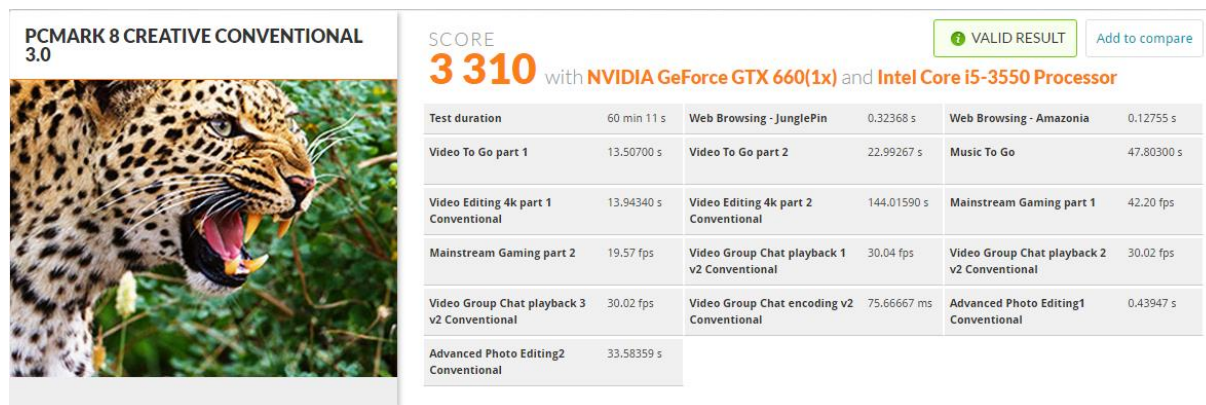 PCMARK 8 CREATIVE CONVENTIONAL
3.0
SCORE
3 310 with NVIDIA GeForce GTX 660(1x) and Intel Core i5-3550 Processor
VALID RESULT
Add to compare
Test duration 60 min 11 s Web Browsing - JunglePin 0.32368 s Web Browsing - Amazonia 0.12755 s
Video To Go part 1 13.50700 s Video To Go part 2 22.99267 s Music To Go 47.80300 s
Video Editing 4k part 1 13.94340 s Video Editing 4k part 2 144.01590 s Mainstream Gaming part 1 42.20 fps
Conventional Conventional
Mainstream Gaming part 2 19.57 fps Video Group Chat playback 1 30.04 fps Video Group Chat playback 2 30.02 fps
v2 Conventional v2 Conventional
Video Group Chat playback 3 30.02 fps Video Group Chat encoding v2 75.66667 ms Advanced Photo Editing1 0.43947 s
v2 Conventional Conventional Conventional
Advanced Photo Editing2 33.58359 s
Conventional